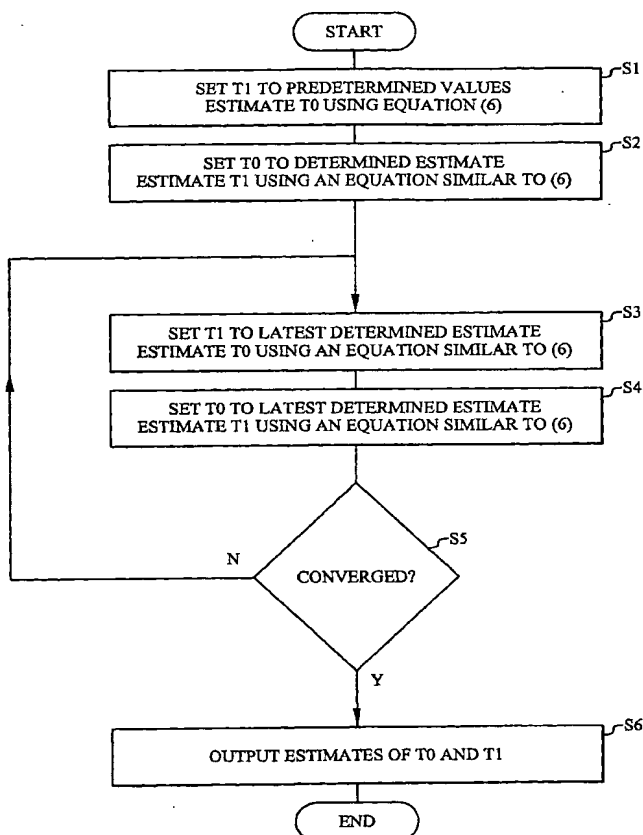 START
S1
SET T1 TO PREDETERMINED VALUES
ESTIMATE T0 USING EQUATION (6)
S2
SET T0 TO DETERMINED ESTIMATE
ESTIMATE T1 USING AN EQUATION SIMILAR TO (6)
S3
SET T1 TO LATEST DETERMINED ESTIMATE
ESTIMATE T0 USING AN EQUATION SIMILAR TO (6)
S4
SET T0 TO LATEST DETERMINED ESTIMATE
ESTIMATE T1 USING AN EQUATION SIMILAR TO (6)
S5
N
CONVERGED?
Y
S6
OUTPUT ESTIMATES OF T0 AND T1
END